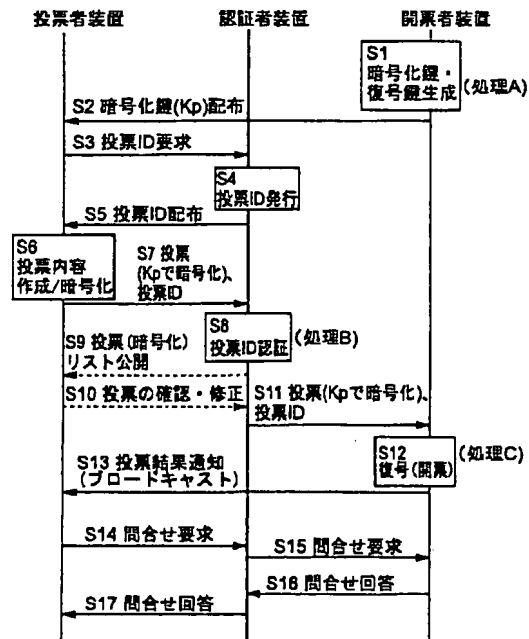 投票者装置
認証者装置
開票者装置
S1
暗号化鍵・
復号鍵生成
(処理A)
S2 暗号化鍵(Kp)配布
S3 投票ID要求
S4
投票ID発行
S5 投票ID配布
S6
投票内容
作成/暗号化
S7 投票
(Kpで暗号化)、
投票ID
S8
投票ID認証
(処理B)
S9 投票(暗号化)
リスト公開
S10 投票の確認・修正
S11 投票(Kpで暗号化)、
投票ID
S12
復号(開票)
(処理C)
S13 投票結果通知
(ブロードキャスト)
S14 問合せ要求
S15 問合せ要求
S16 問合せ回答
S17 問合せ回答